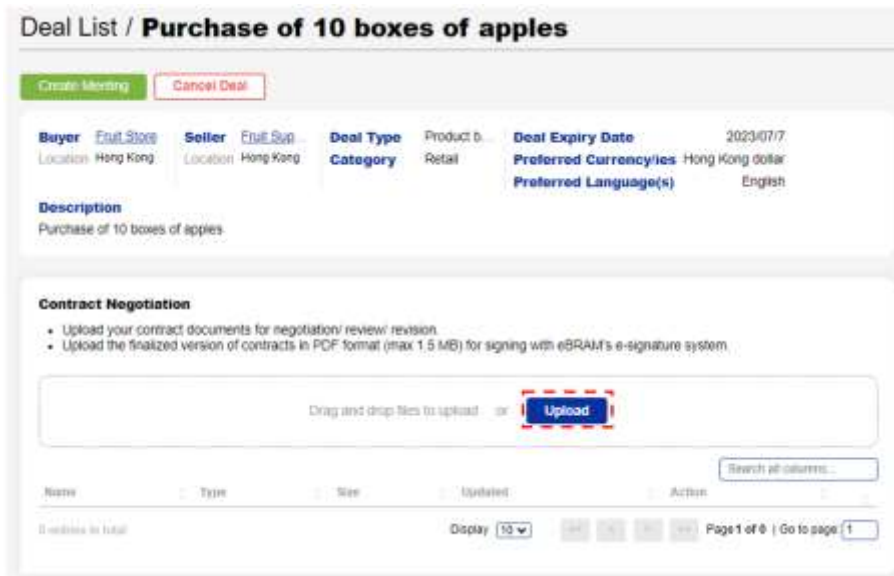 Deal List / Purchase of 10 boxes of apples
Create Meeting Cancel Deal
Buyer Fruit Store Seller Fruit Sup... Deal Type Product b... Deal Expiry Date 2023/07/7
Location Hong Kong Location Hong Kong Category Retail Preferred Currency/ies Hong Kong dollar
Preferred Language(s) English
Description
Purchase of 10 boxes of apples
Contract Negotiation
• Upload your contract documents for negotiation/ review/ revision.
• Upload the finalized version of contracts in PDF format (max 1.5 MB) for signing with eBRAM's e-signature system.
Drag and drop files to upload or Upload
Search all columns...
Name Type Size Updated Action
0 entries in total Display 10 << < > >> Page 1 of 0 | Go to page: 1